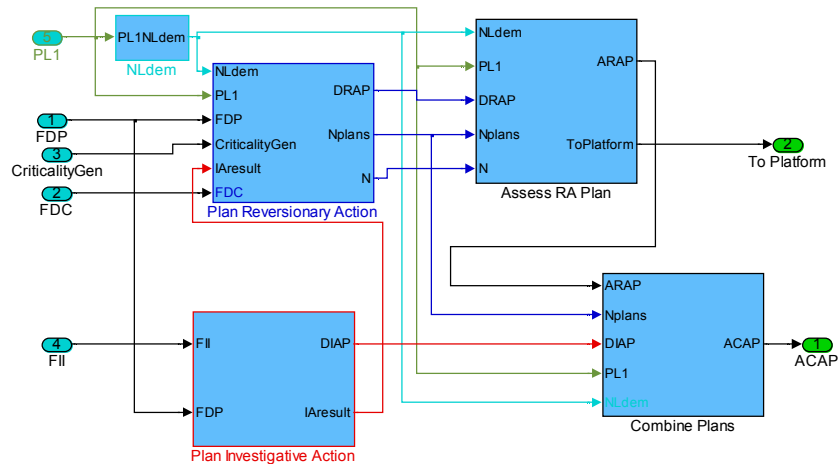 5
PL1
PL1NLdem
NLdem
NLdem
PL1
FDP
CriticalityGen
IAresult
FDC
DRAP
Nplans
N
Plan Reversionary Action
1
FDP
3
CriticalityGen
2
FDC
NLdem
PL1
DRAP
Nplans
N
ARAP
ToPlatform
Assess RA Plan
2
To Platform
4
FII
FII
FDP
DIAP
IAresult
Plan Investigative Action
ARAP
Nplans
DIAP
PL1
NLdem
ACAP
Combine Plans
1
ACAP